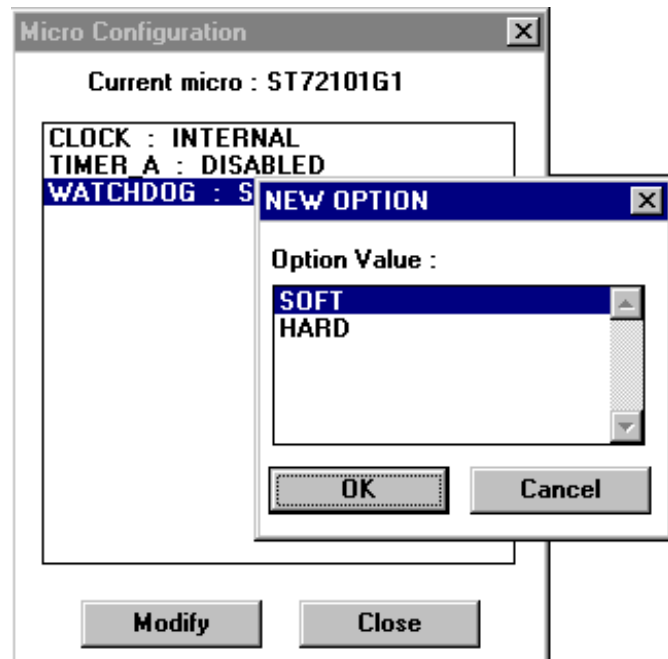 Micro Configuration
Current micro : ST72101G1
CLOCK : INTERNAL
TIMER_A : DISABLED
WATCHDOG : S
NEW OPTION
Option Value :
SOFT
HARD
OK
Cancel
Modify
Close